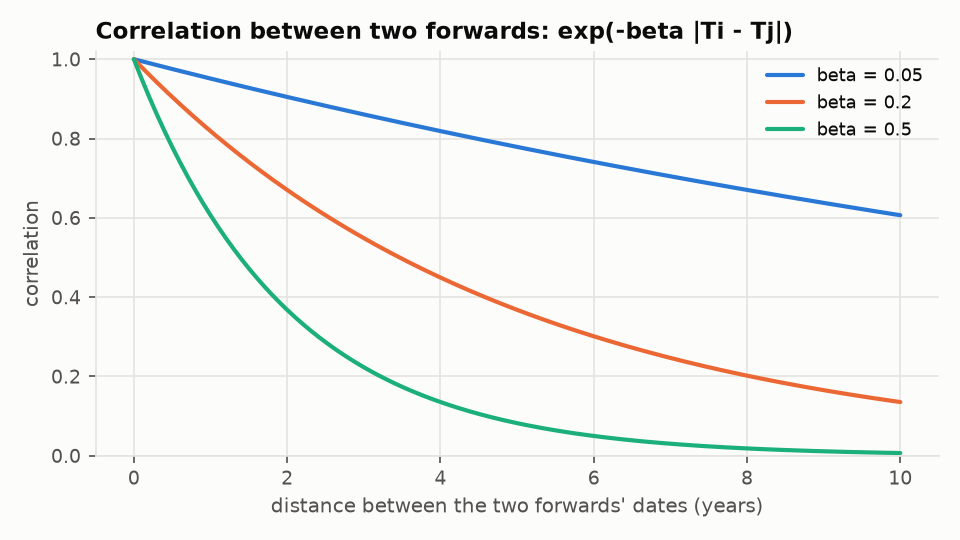 Correlation between two forwards: exp(-beta |Ti - Tj|)
beta = 0.05
beta = 0.2
beta = 0.5
correlation
1.0
0.8
0.6
0.4
0.2
0.0
0 2 4 6 8 10
distance between the two forwards' dates (years)